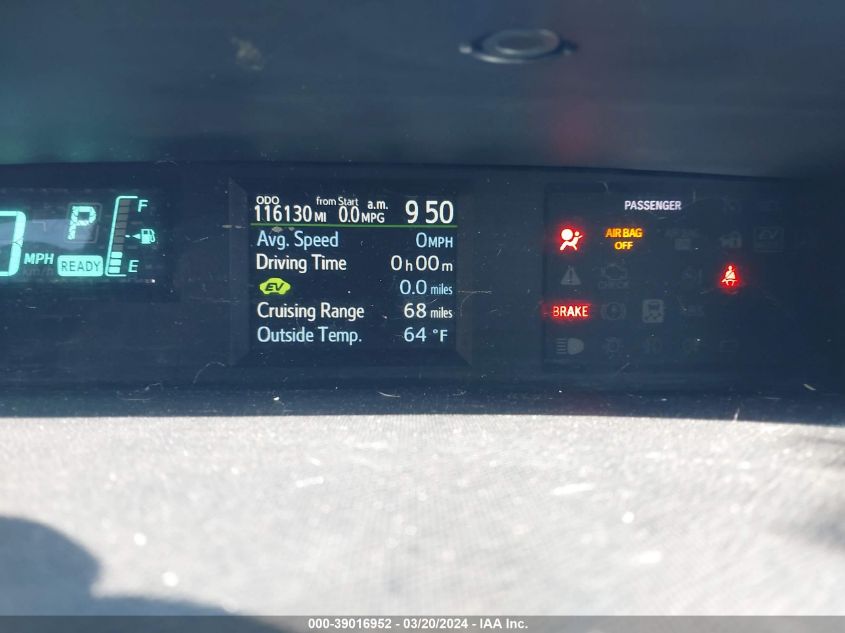 PASSENGER
ODO from Start a.m.
116130 MI 0.0 MPG 9 50
P F
Avg. Speed 0 MPH
AIR BAG OFF
MPH
km/h
READY E
Driving Time 0 h 00 m
EV 0.0 miles
CHECK
Cruising Range 68 miles
BRAKE
Outside Temp. 64 °F
000-39016952 - 03/20/2024 - IAA Inc.